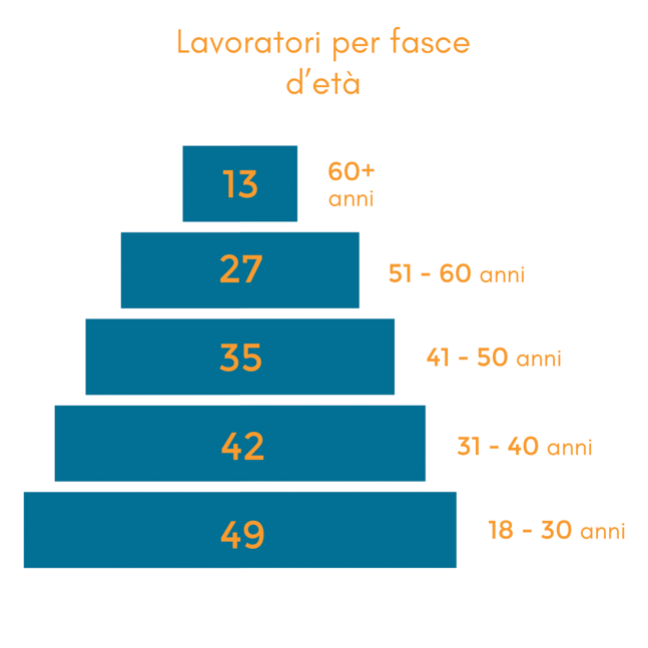 Lavoratori per fasce
d’età
13
60+
anni
27
51 - 60 anni
35
41 - 50 anni
42
31 - 40 anni
49
18 - 30 anni